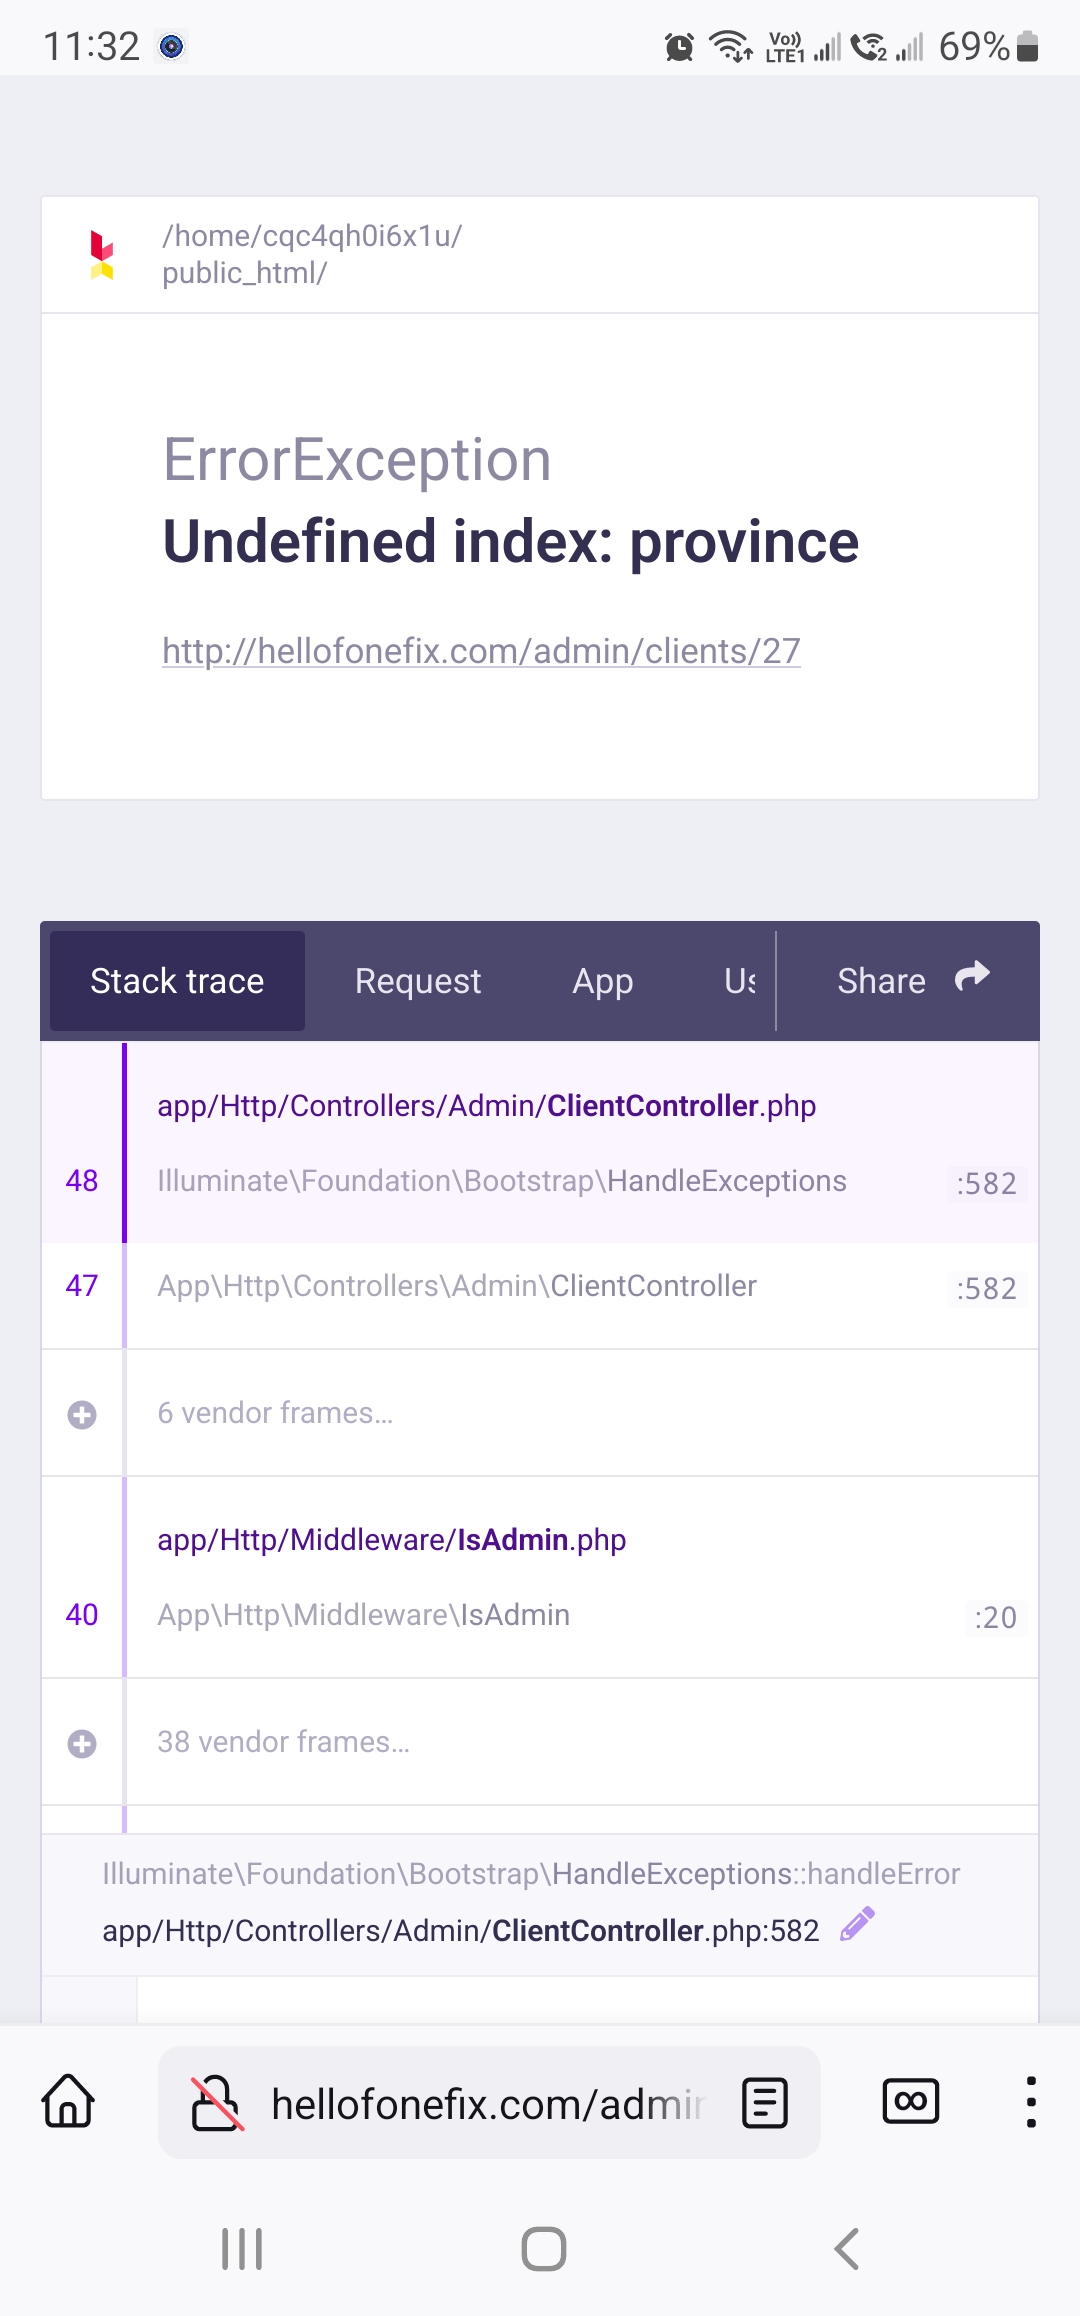 11:32
Vo)) LTE1
2
69%
/home/cqc4qh0i6x1u/
public_html/
ErrorException
Undefined index: province
http://hellofonefix.com/admin/clients/27
Stack trace Request App Us Share
app/Http/Controllers/Admin/ClientController.php
48 Illuminate\Foundation\Bootstrap\HandleExceptions :582
47 App\Http\Controllers\Admin\ClientController :582
6 vendor frames…
app/Http/Middleware/IsAdmin.php
40 App\Http\Middleware\IsAdmin :20
38 vendor frames…
Illuminate\Foundation\Bootstrap\HandleExceptions::handleError
app/Http/Controllers/Admin/ClientController.php:582
hellofonefix.com/admin